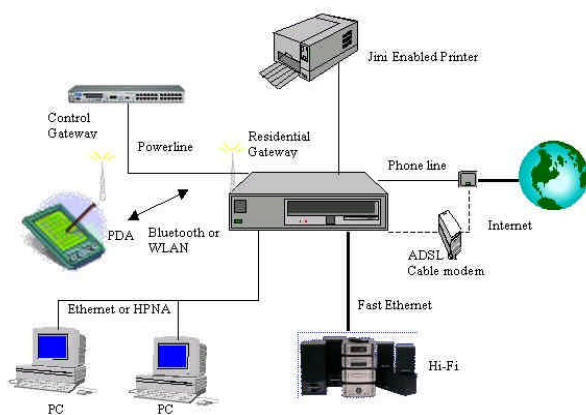 Jini Enabled Printer
Control
Gateway
Powerline
Residential
Gateway
Phone line
PDA
Bluetooth or
WLAN
Internet
ADSL or
Cable modem
Ethernet or HPNA
Fast Ethernet
Hi-Fi
PC
PC